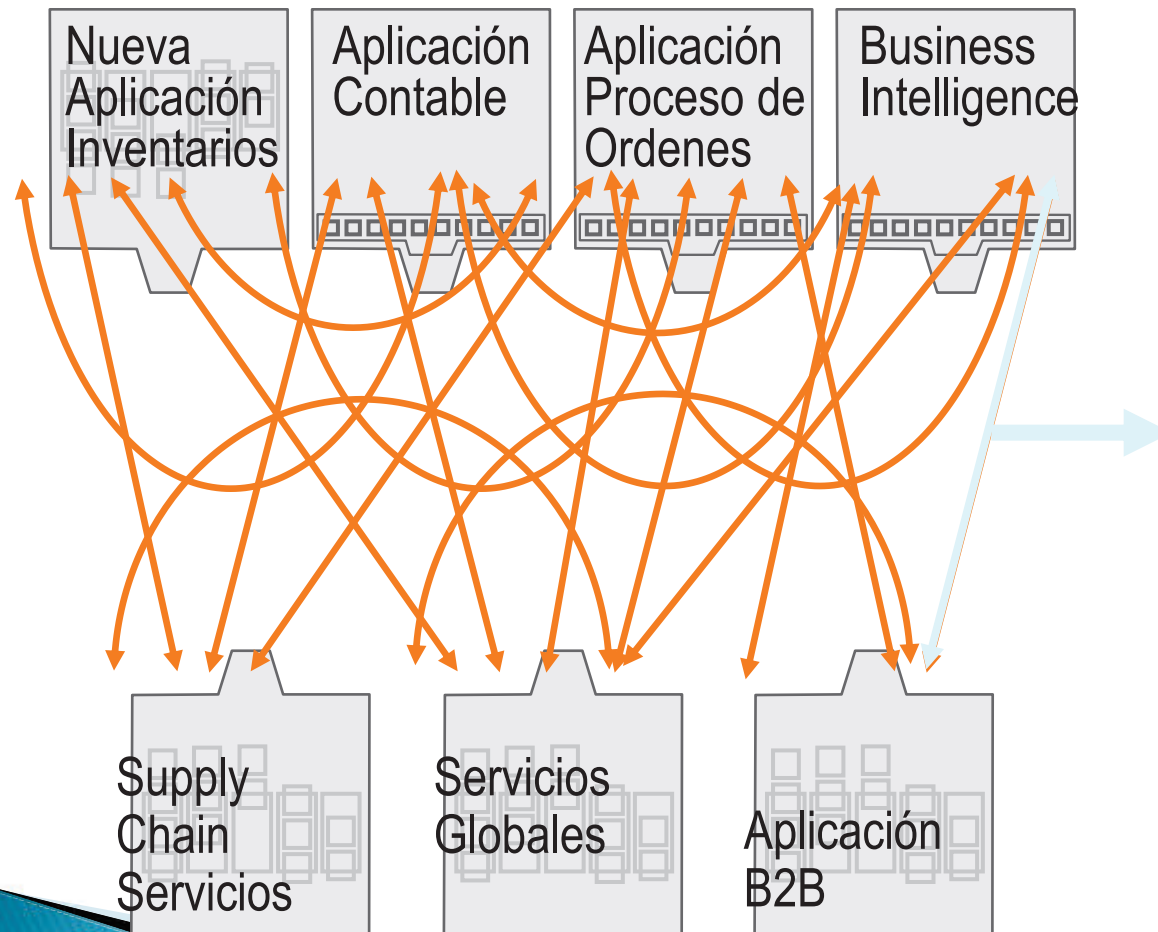 Nueva
Aplicación
Inventarios
Aplicación
Contable
Aplicación
Proceso de
Ordenes
Business
Intelligence
Supply
Chain
Servicios
Servicios
Globales
Aplicación
B2B